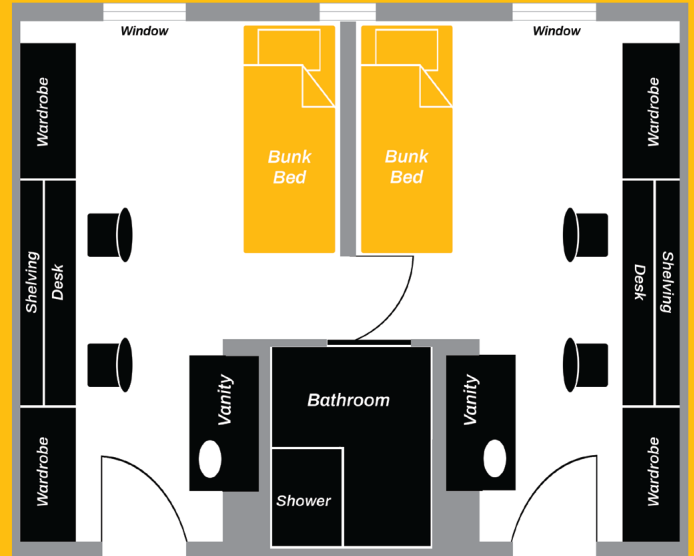 Window
Window
Wardrobe
Bunk
Bed
Bunk
Bed
Wardrobe
Shelving
Desk
Desk
Shelving
Vanity
Bathroom
Vanity
Wardrobe
Shower
Wardrobe